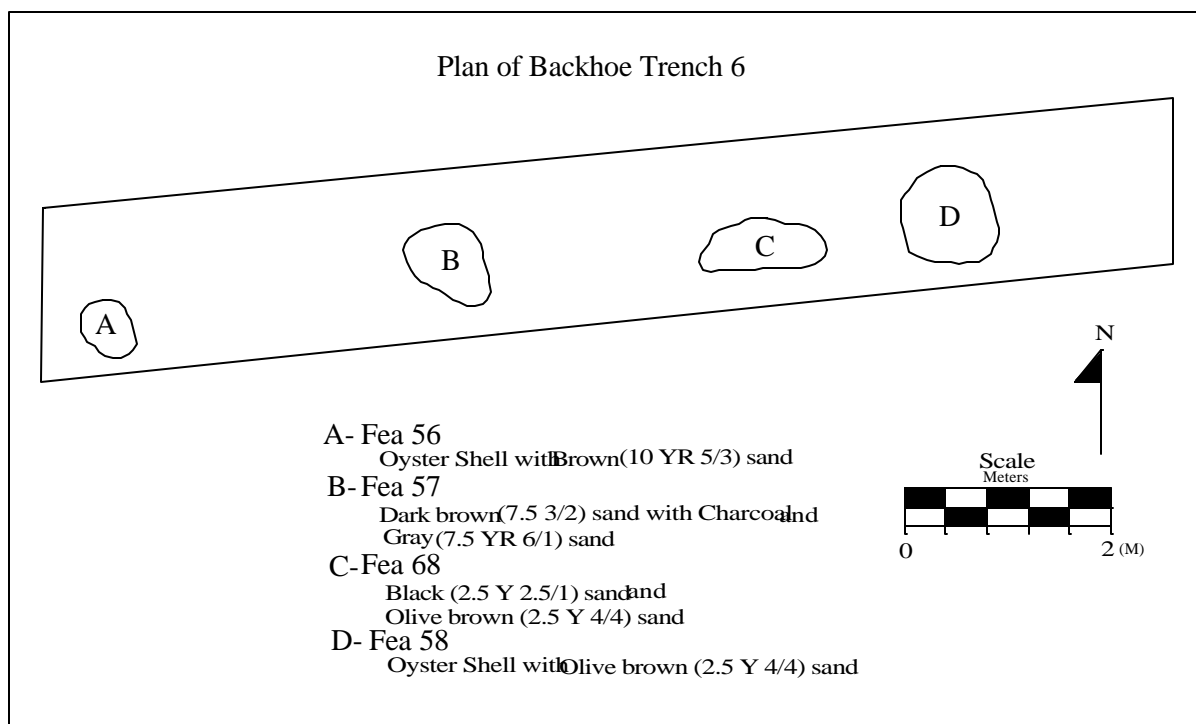 Plan of Backhoe Trench 6
A
B
C
D
N
A- Fea 56
Oyster Shell with Brown (10 YR 5/3) sand
B- Fea 57
Dark brown (7.5 3/2) sand with Charcoal and
Gray (7.5 YR 6/1) sand
C- Fea 68
Black (2.5 Y 2.5/1) sand and
Olive brown (2.5 Y 4/4) sand
D- Fea 58
Oyster Shell with Olive brown (2.5 Y 4/4) sand
Scale
Meters
0 2 (M)